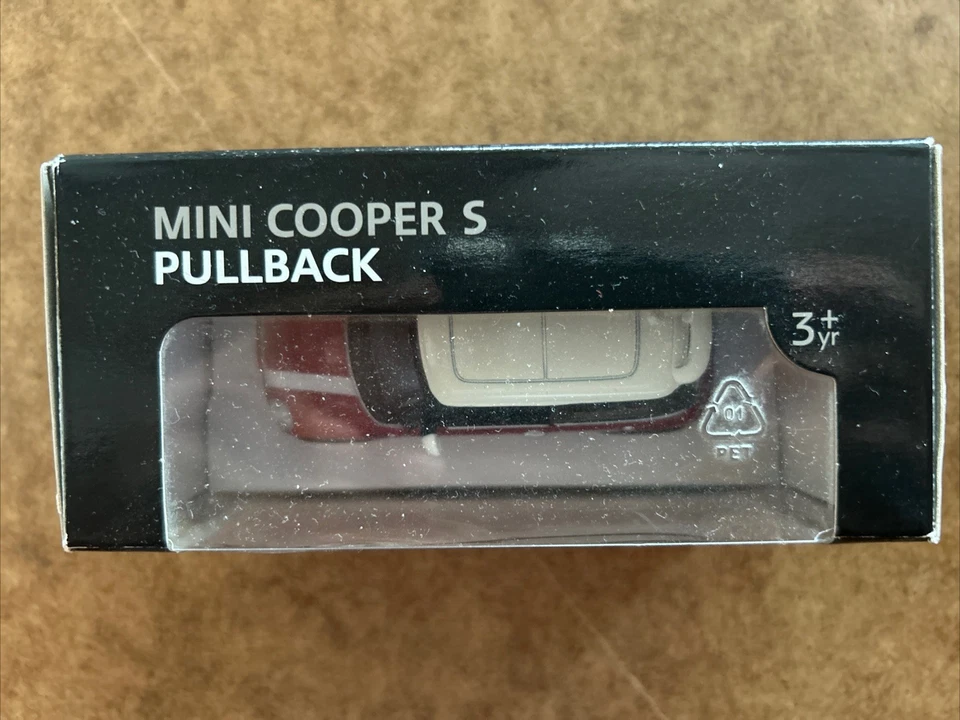 MINI COOPER S
PULLBACK
3+
yr
01
PET